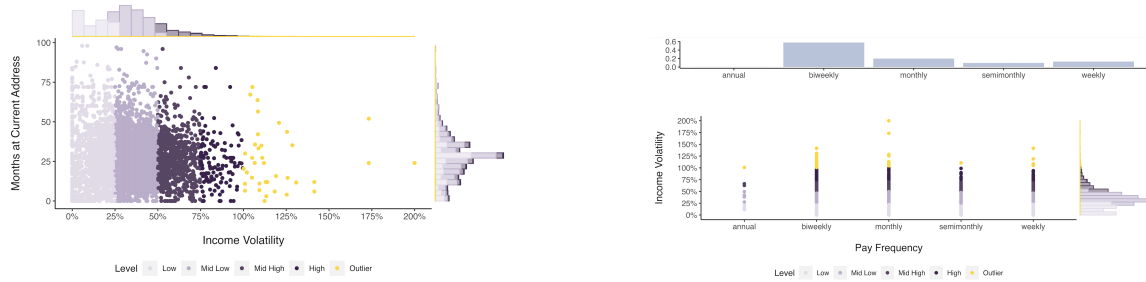 100
75
50
25
0
Months at Current Address
0% 25% 50% 75% 100% 125% 150% 175% 200%
Income Volatility
Level Low Mid Low Mid High High Outlier
0.6
0.4
0.2
0.0
annual biweekly monthly semimonthly weekly
200%
175%
150%
125%
100%
75%
50%
25%
0%
Income Volatility
annual biweekly monthly semimonthly weekly
Pay Frequency
Level Low Mid Low Mid High High Outlier